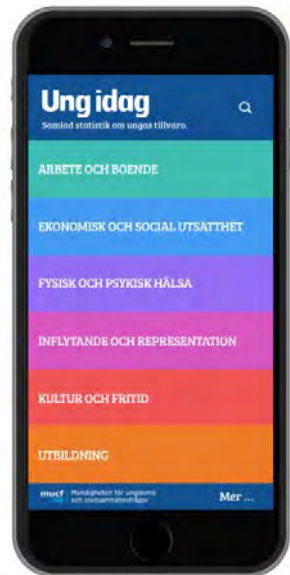 Ung idag
Samlad statistik om ungas tillvaro.
ARBETE OCH BOENDE
EKONOMISK OCH SOCIAL UTSATTHET
FYSISK OCH PSYKISK HÄLSA
INFLYTANDE OCH REPRESENTATION
KULTUR OCH FRITID
UTBILDNING
mucf Myndigheten för ungdoms-
och civilsamhällesfrågor
Mer ...